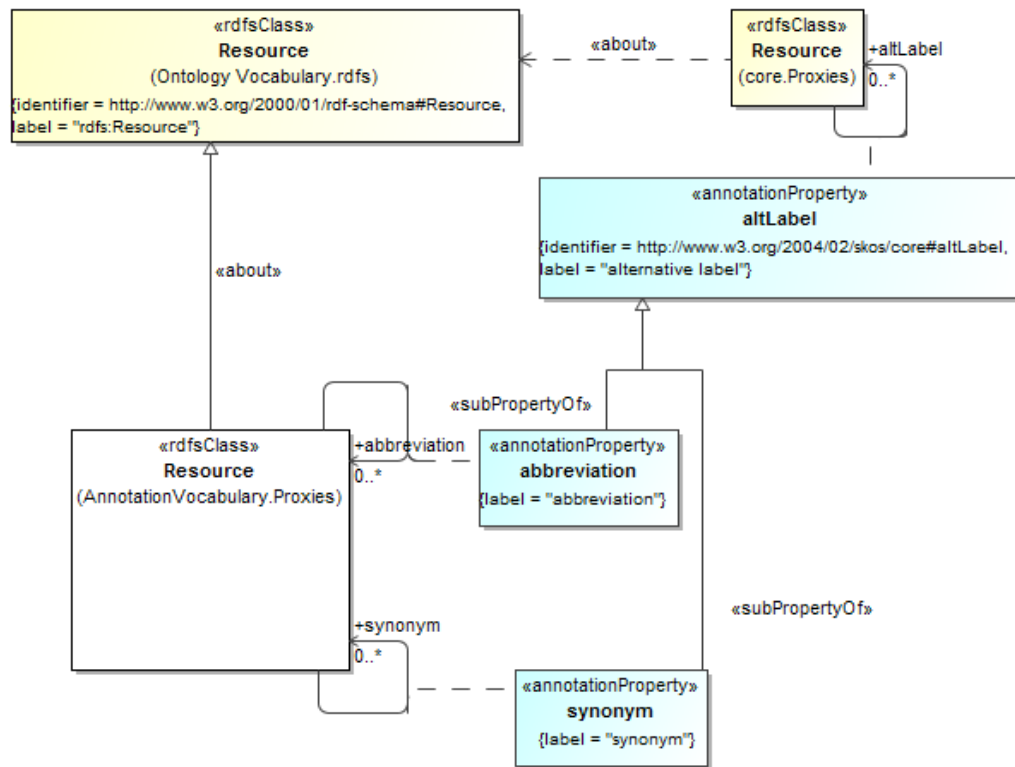 «rdfsClass»
Resource
(Ontology Vocabulary.rdfs)
{identifier = http://www.w3.org/2000/01/rdf-schema#Resource,
label = "rdfs:Resource"}
«about»
«rdfsClass»
Resource
(core.Proxies)
+altLabel
0..*
«annotationProperty»
altLabel
{identifier = http://www.w3.org/2004/02/skos/core#altLabel,
label = "alternative label"}
«about»
«subPropertyOf»
«rdfsClass»
Resource
(AnnotationVocabulary.Proxies)
+abbreviation
0..*
«annotationProperty»
abbreviation
{label = "abbreviation"}
«subPropertyOf»
+synonym
0..*
«annotationProperty»
synonym
{label = "synonym"}